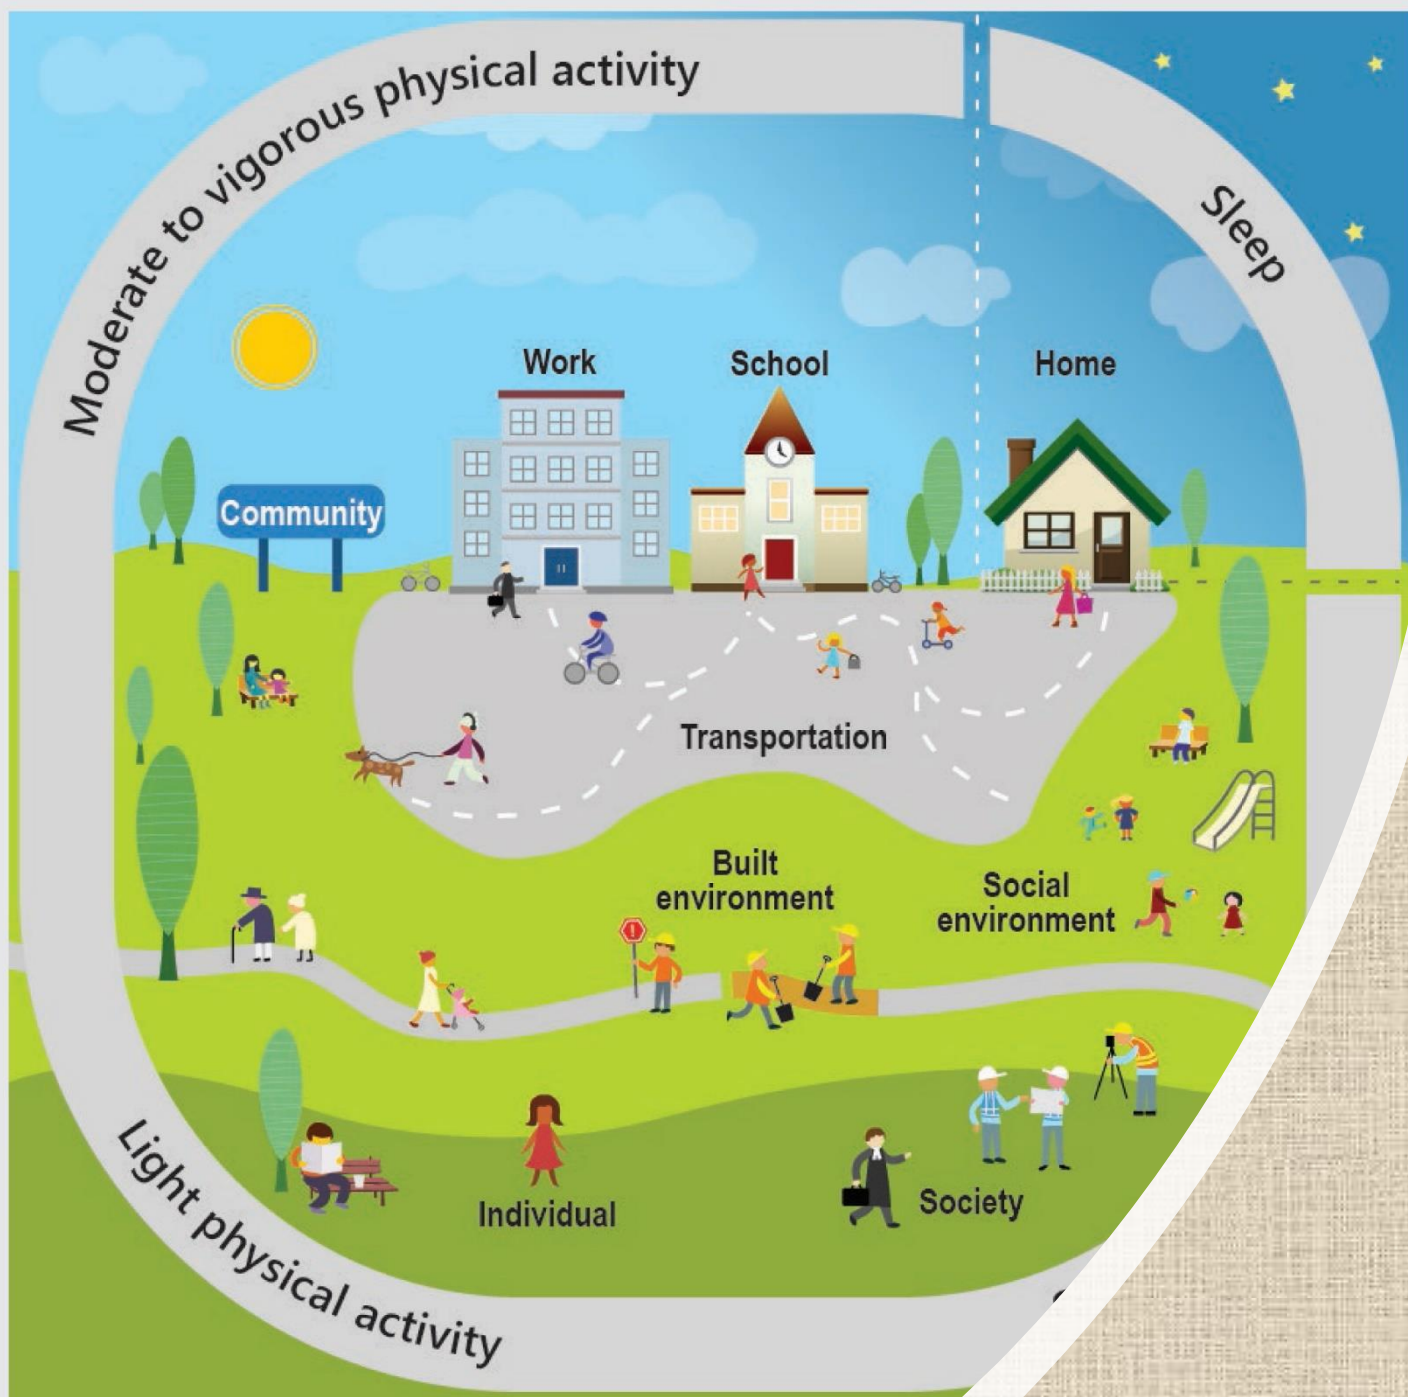 Moderate to vigorous physical activity
Sleep
Work
School
Home
Community
Transportation
Built
environment
Social
environment
Individual
Society
Light physical activity